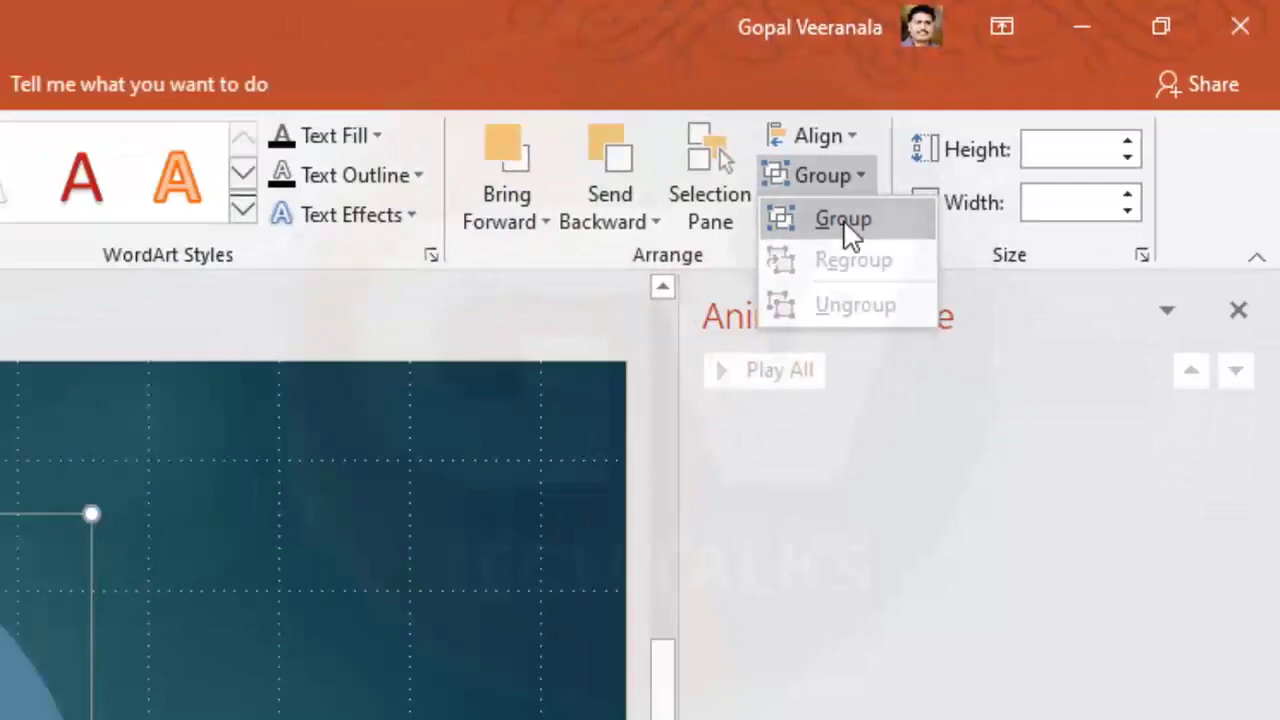 Gopal Veeranala
Tell me what you want to do
Share
A A
Text Fill
Text Outline
Text Effects
WordArt Styles
Bring
Forward
Send
Backward
Selection
Pane
Align
Group
Arrange
Group
Regroup
Ungroup
Height:
Width:
Size
Ani
e
Play All